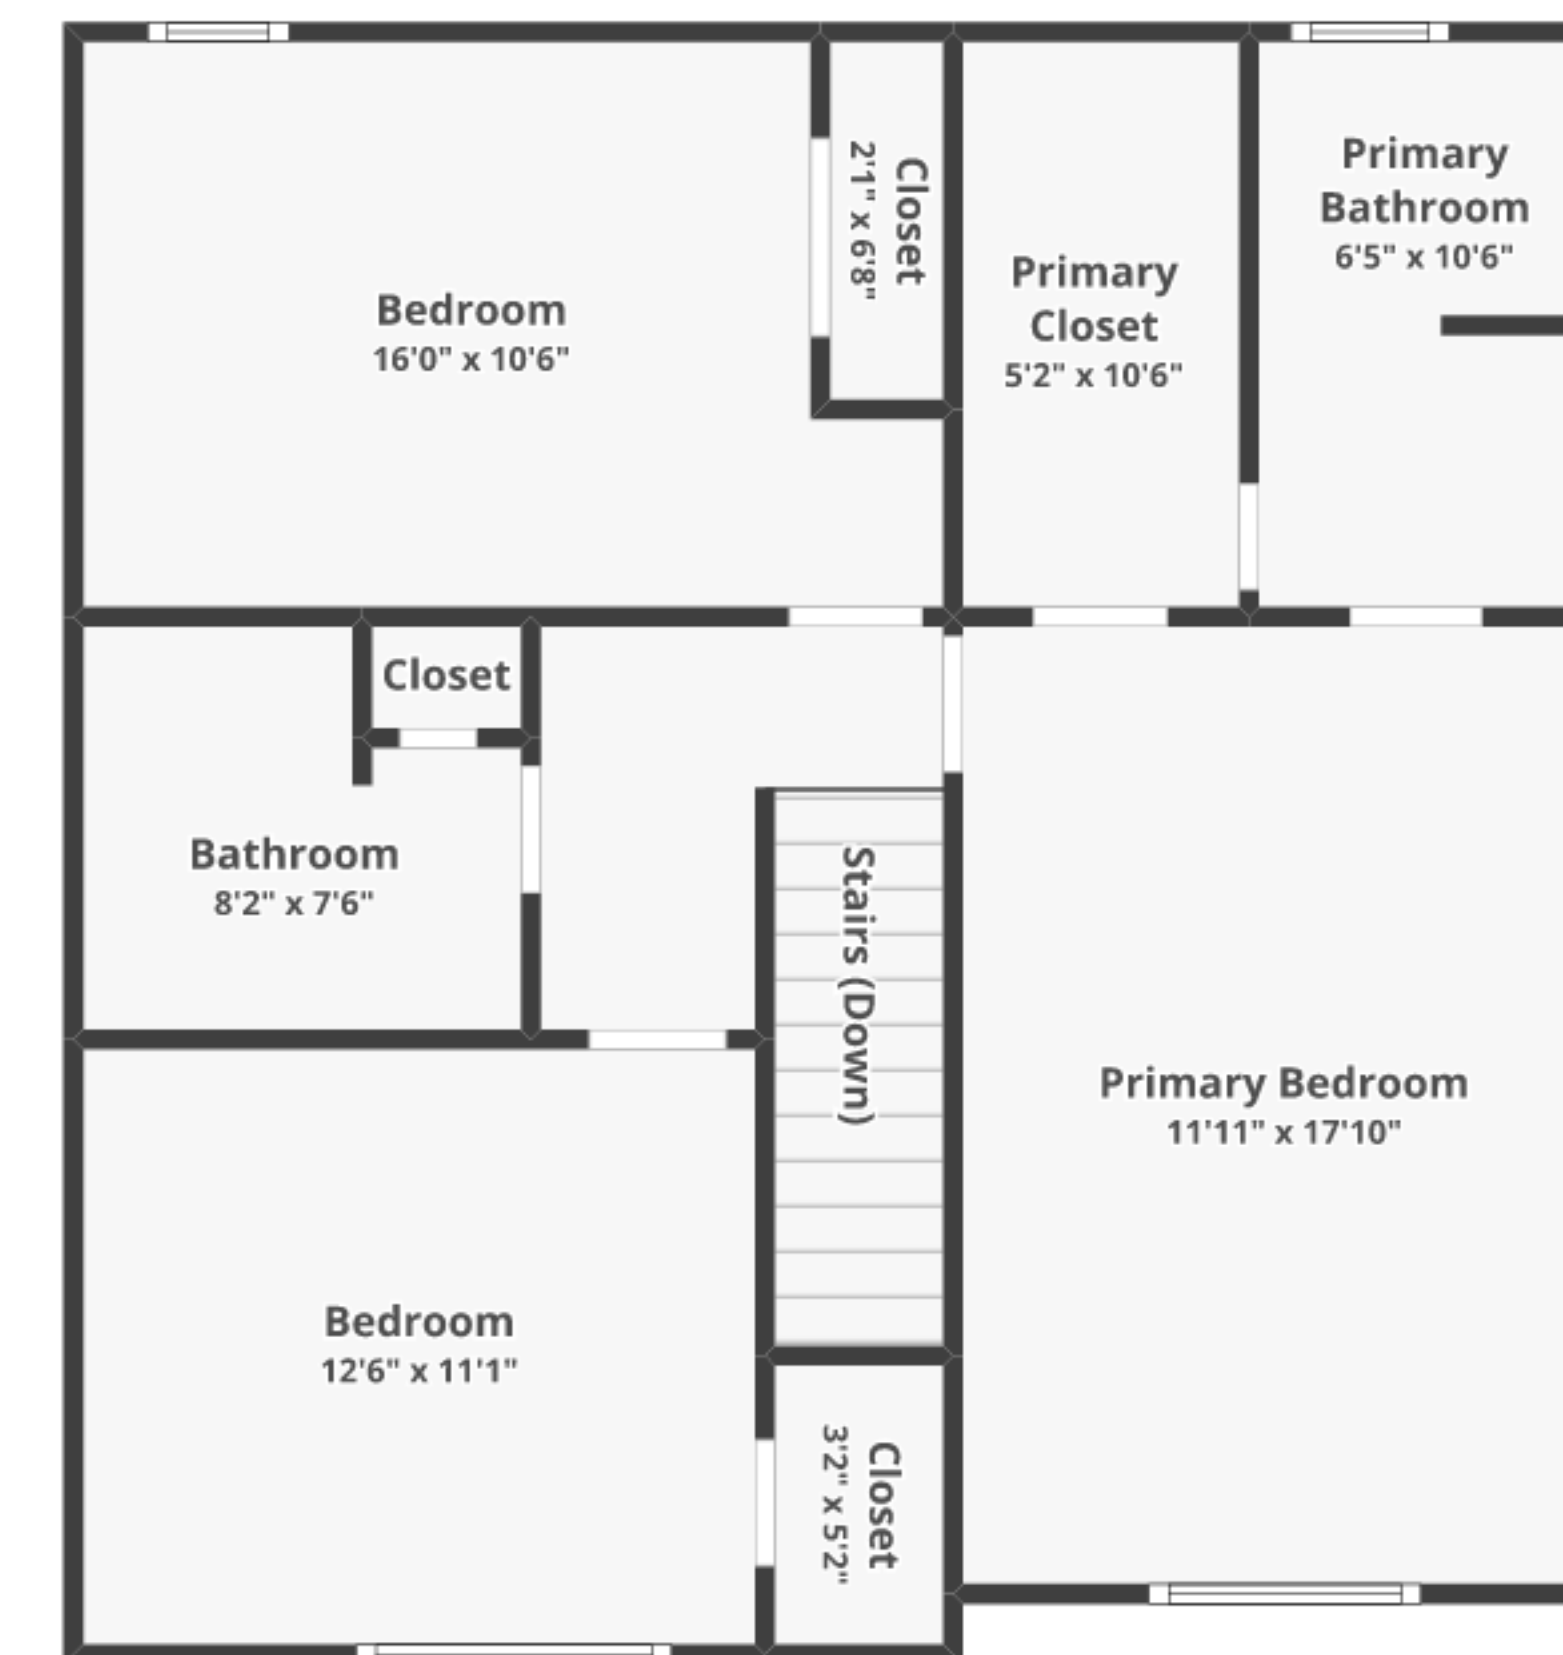 Bedroom
16'0" x 10'6"
Closet
2'1" x 6'8"
Primary
Closet
5'2" x 10'6"
Primary
Bathroom
6'5" x 10'6"
Closet
Bathroom
8'2" x 7'6"
Stairs (Down)
Primary Bedroom
11'11" x 17'10"
Bedroom
12'6" x 11'1"
Closet
3'2" x 5'2"